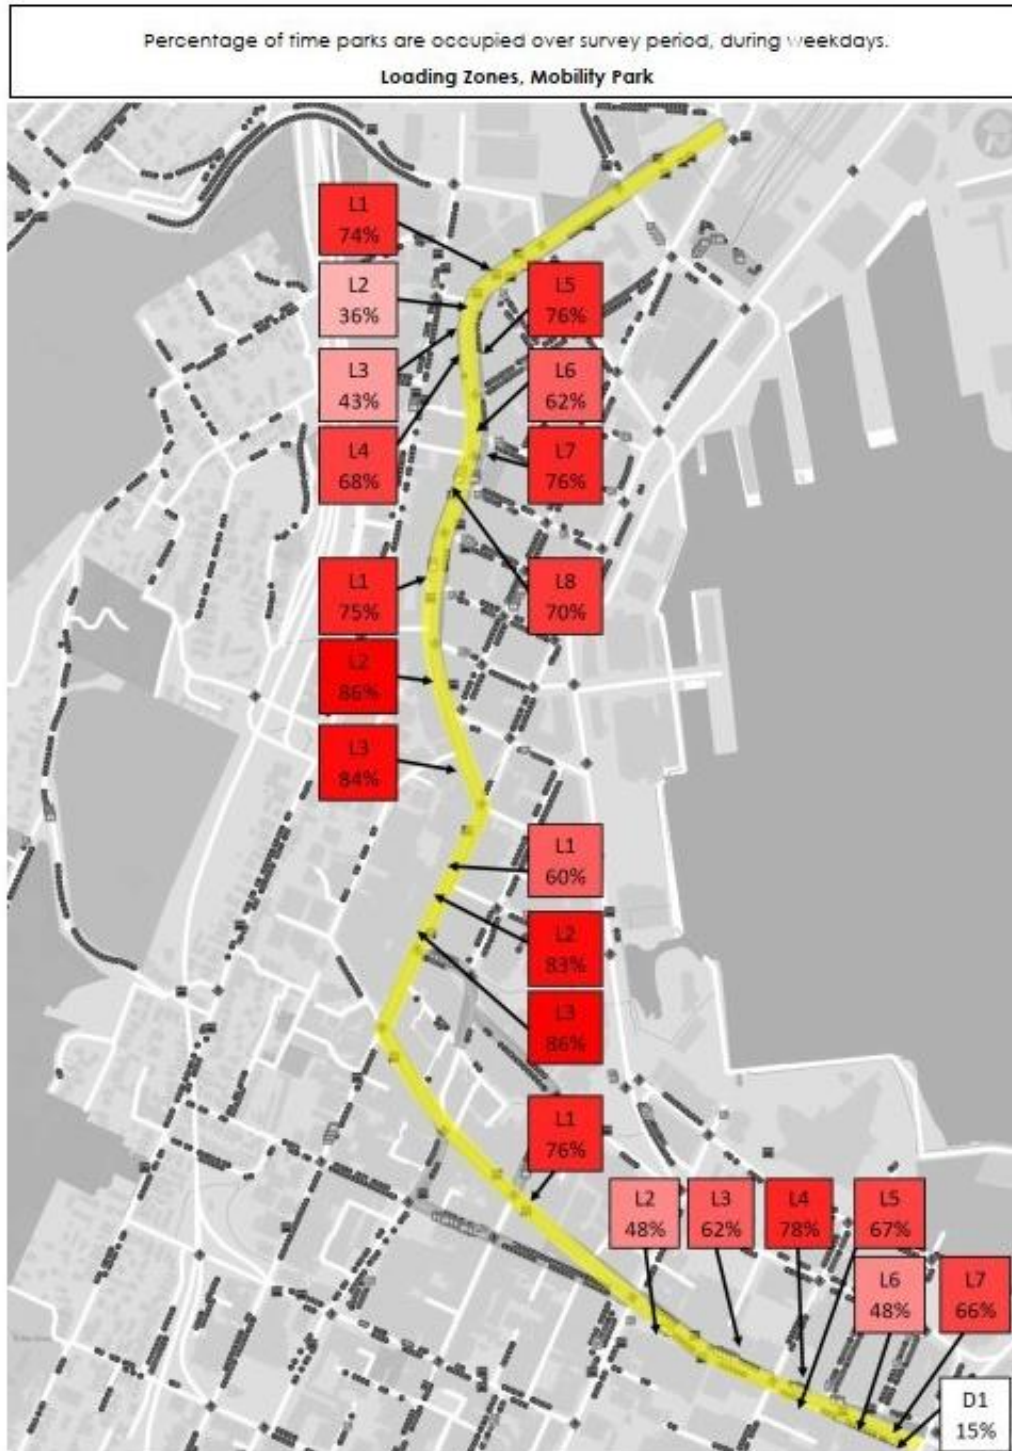 Percentage of time parks are occupied over survey period, during weekdays.
Loading Zones, Mobility Park
L1
74%
L2
36%
L5
76%
L3
43%
L6
62%
L4
68%
L7
76%
L1
75%
L8
70%
L2
86%
L3
84%
L1
60%
L2
83%
L3
86%
L1
76%
L2
48%
L3
62%
L4
78%
L5
67%
L6
48%
L7
66%
D1
15%